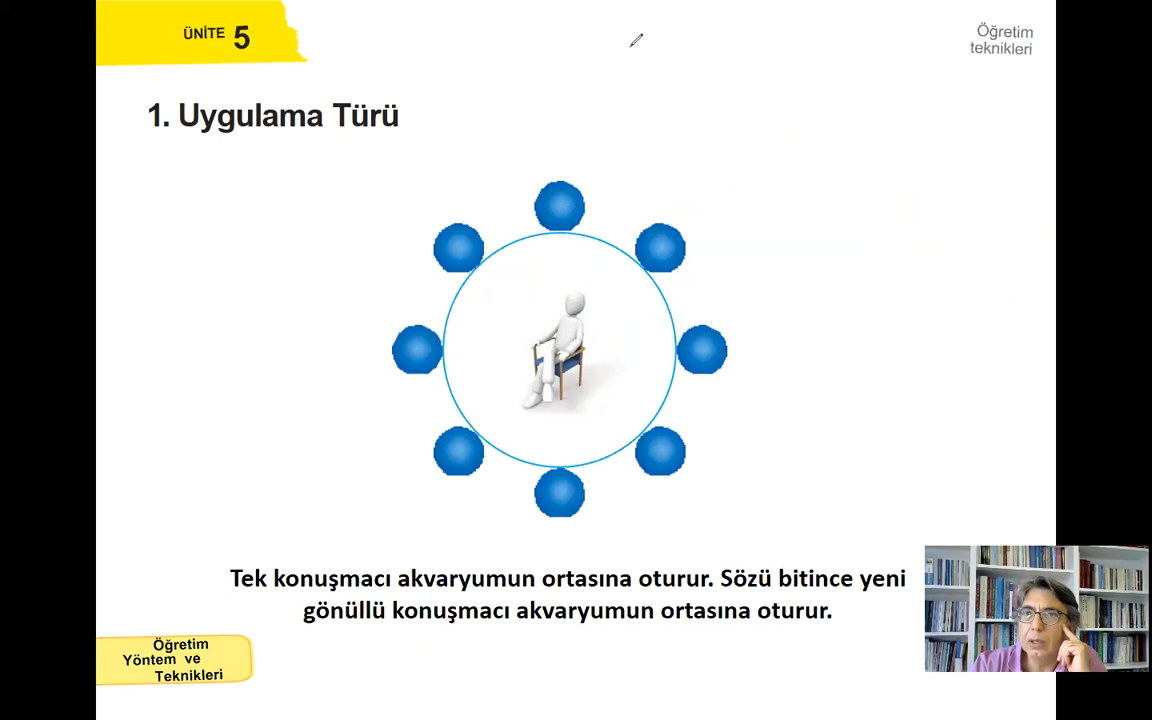 ÜNİTE 5
Öğretim
teknikleri
1. Uygulama Türü
Tek konuşmacı akvaryumun ortasına oturur. Sözü bitince yeni
gönüllü konuşmacı akvaryumun ortasına oturur.
Öğretim
Yöntem ve
Teknikleri